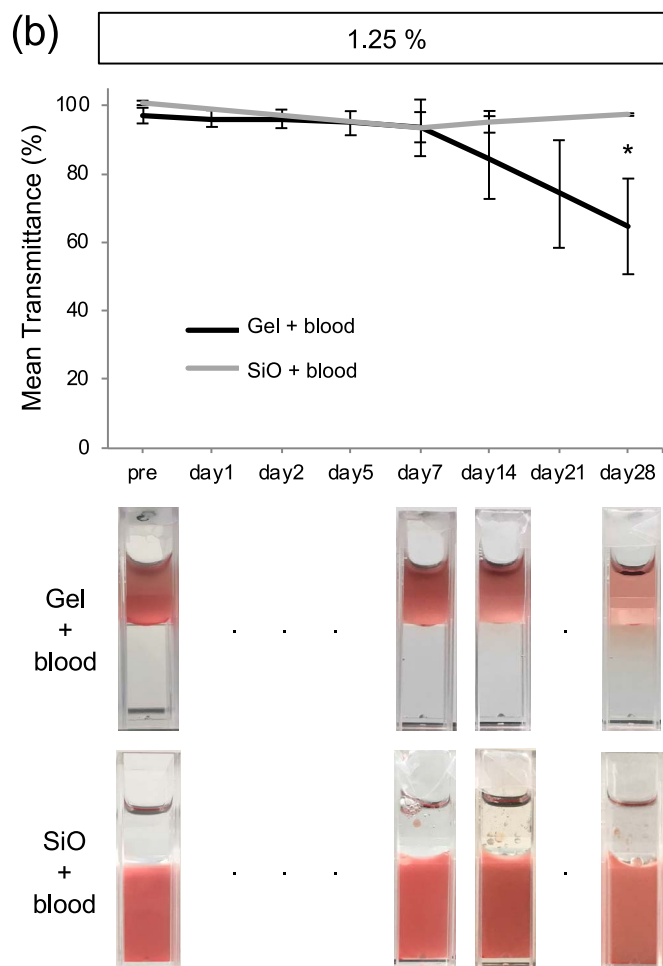 (b)
1.25 %
Mean Transmittance (%)
100
80
60
40
20
0
*
Gel + blood
SiO + blood
pre day1 day2 day5 day7 day14 day21 day28
Gel
+
blood
. . . .
SiO
+
blood
. . . .